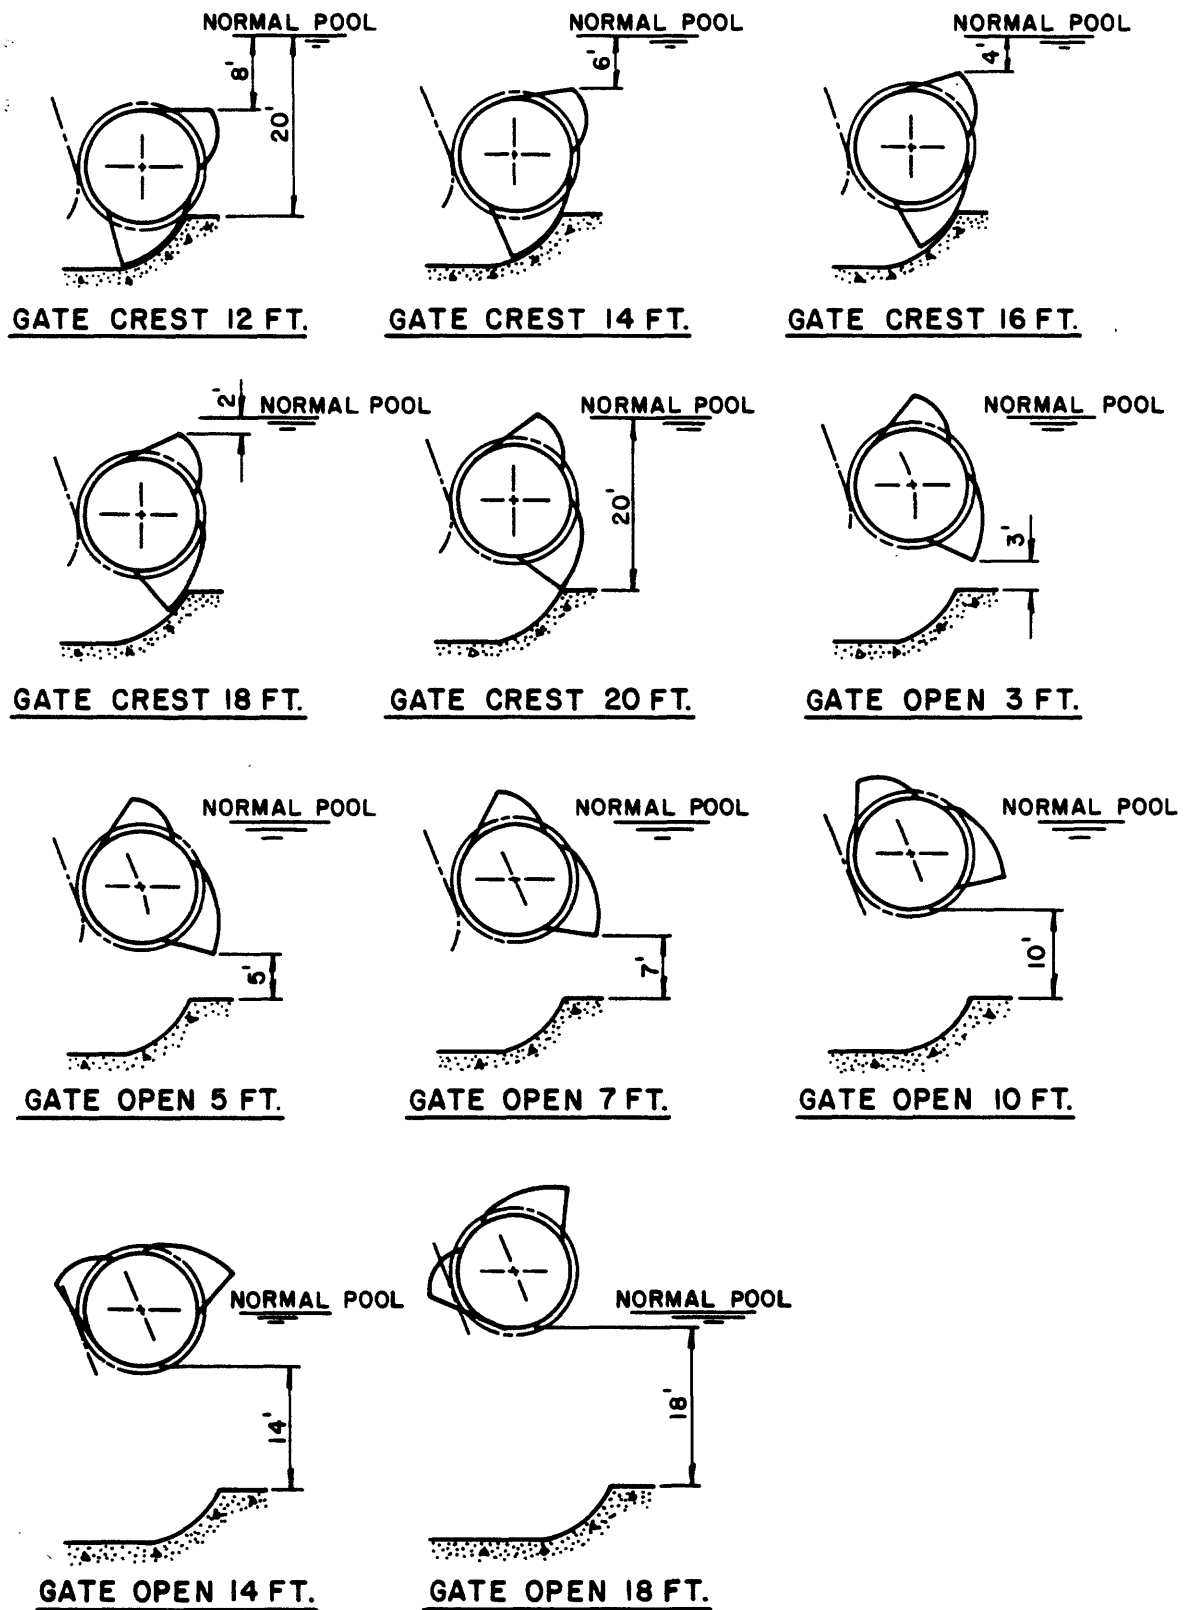 NORMAL POOL
8'
20'
GATE CREST 12 FT.
NORMAL POOL
6'
GATE CREST 14 FT.
NORMAL POOL
4'
GATE CREST 16 FT.
2'
NORMAL POOL
GATE CREST 18 FT.
NORMAL POOL
20'
GATE CREST 20 FT.
NORMAL POOL
3'
GATE OPEN 3 FT.
NORMAL POOL
5'
GATE OPEN 5 FT.
NORMAL POOL
7'
GATE OPEN 7 FT.
NORMAL POOL
10'
GATE OPEN 10 FT.
NORMAL POOL
14'
GATE OPEN 14 FT.
NORMAL POOL
18'
GATE OPEN 18 FT.